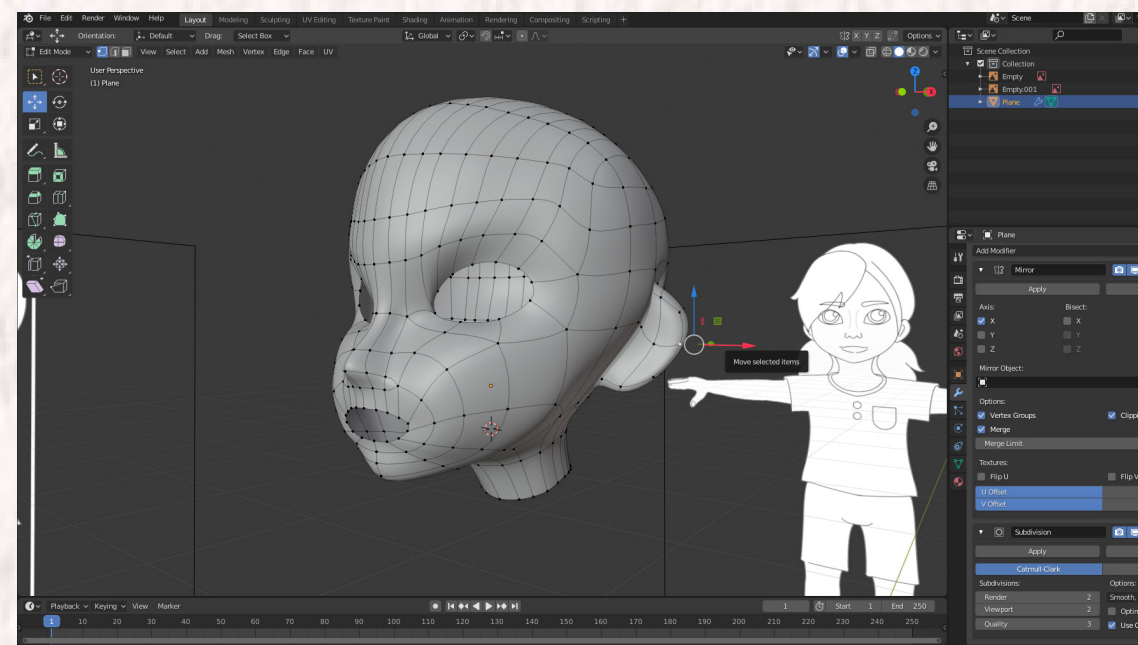 File Edit Render Window Help Layout Modeling Sculpting UV Editing Texture Paint Shading Animation Rendering Compositing Scripting + Scene
Orientation: Default Drag: Select Box Global X Y Z Options
Edit Mode View Select Add Mesh Vertex Edge Face UV
User Perspective
(1) Plane
Z
X
Scene Collection
Collection
Empty
Empty.001
Plane
Plane
Add Modifier
Mirror
Apply
Axis: Bisect:
X X
Y Y
Z Z
Mirror Object:
Move selected items
Options:
Vertex Groups Clippi
Merge
Merge Limit
Textures:
Flip U Flip V
U Offset
V Offset
Subdivision
Apply
Catmull-Clark
Subdivisions: Options:
Render 2 Smooth,
Viewport 2 Optim
Quality 3 Use C
Playback Keying View Marker 1 Start 1 End 250
1 10 20 30 40 50 60 70 80 90 100 110 120 130 140 150 160 170 180 190 200 210 220 230 240 250